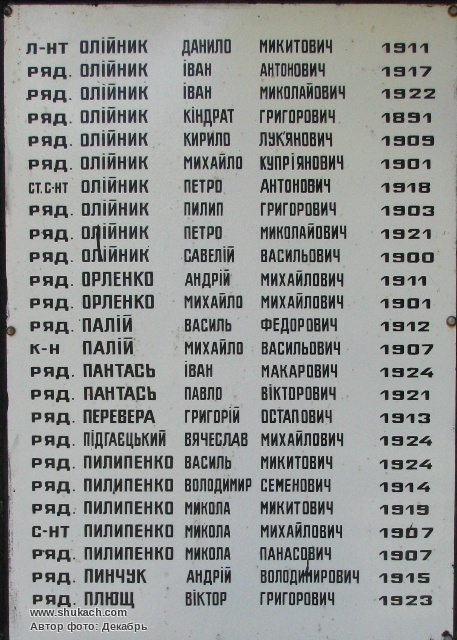 Л-НТ ОЛІЙНИК ДАНИЛО МИКИТОВИЧ 1911
РЯД. ОЛІЙНИК ІВАН АНТОНОВИЧ 1917
РЯД. ОЛІЙНИК ІВАН МИКОЛАЙОВИЧ 1922
РЯД. ОЛІЙНИК КІНДРАТ ГРИГОРОВИЧ 1891
РЯД. ОЛІЙНИК КИРИЛО ЛУК'ЯНОВИЧ 1909
РЯД. ОЛІЙНИК МИХАЙЛО КУПРІЯНОВИЧ 1901
СТ. С-НТ ОЛІЙНИК ПЕТРО АНТОНОВИЧ 1918
РЯД. ОЛІЙНИК ПИЛИП ГРИГОРОВИЧ 1903
РЯД. ОЛІЙНИК ПЕТРО МИКОЛАЙОВИЧ 1921
РЯД. ОЛІЙНИК САВЕЛІЙ ВАСИЛЬОВИЧ 1900
РЯД. ОРЛЕНКО АНДРІЙ МИХАЙЛОВИЧ 1911
РЯД. ОРЛЕНКО МИХАЙЛО МИХАЙЛОВИЧ 1901
РЯД. ПАЛІЙ ВАСИЛЬ ФЕДОРОВИЧ 1912
К-Н ПАЛІЙ МИХАЙЛО ВАСИЛЬОВИЧ 1907
РЯД. ПАНТАСЬ ІВАН МАКАРОВИЧ 1924
РЯД. ПАНТАСЬ ПАВЛО ВІКТОРОВИЧ 1921
РЯД. ПЕРЕВЕРА ГРИГОРІЙ ОСТАПОВИЧ 1913
РЯД. ПІДГАЄЦЬКИЙ ВЯЧЕСЛАВ МИХАЙЛОВИЧ 1924
РЯД. ПИЛИПЕНКО ВАСИЛЬ МИКИТОВИЧ 1924
РЯД. ПИЛИПЕНКО ВОЛОДИМИР СЕМЕНОВИЧ 1914
РЯД. ПИЛИПЕНКО МИКОЛА МИКИТОВИЧ 1919
С-НТ ПИЛИПЕНКО МИКОЛА МИХАЙЛОВИЧ 1907
РЯД. ПИЛИПЕНКО МИКОЛА ПАНАСОВИЧ 1907
РЯД. ПИНЧУК АНДРІЙ ВОЛОДИМИРОВИЧ 1915
РЯД. ПЛЮЩ ВІКТОР ГРИГОРОВИЧ 1923
www.shukach.com
Автор фото: Декабрь